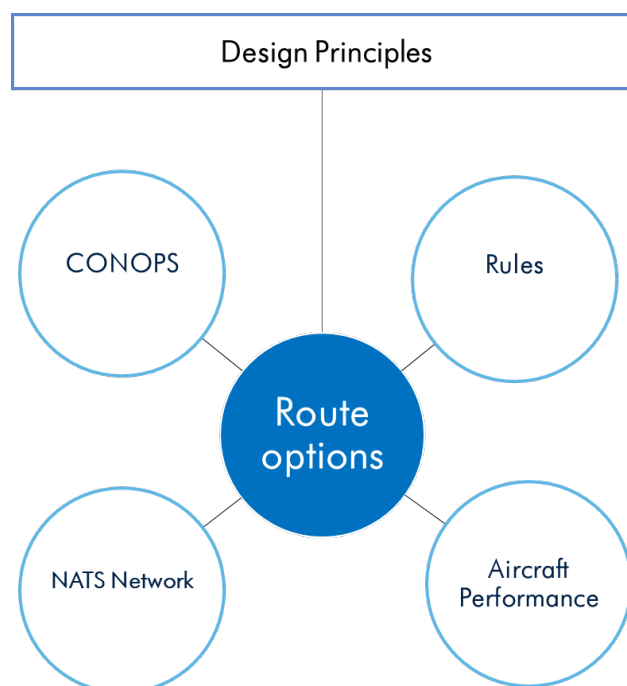 Design Principles
CONOPS
Rules
Route
options
NATS Network
Aircraft
Performance